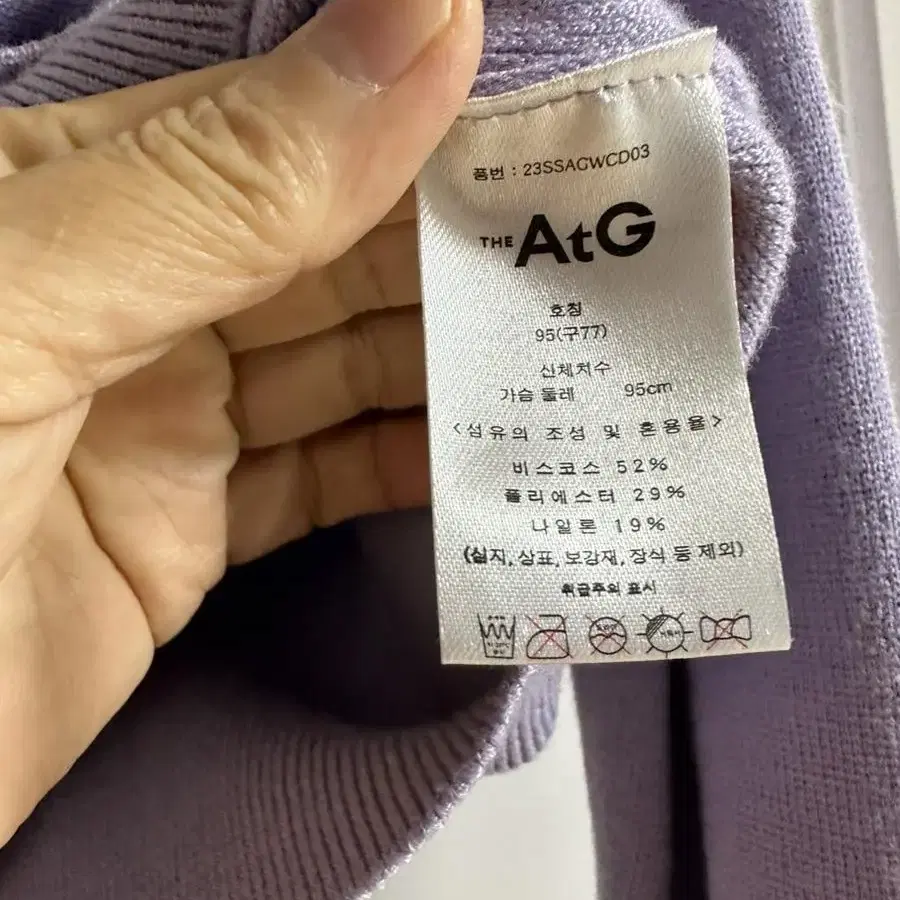 품번 : 23SSAGWCD03
THE AtG
호칭
95(구77)
신체치수
가슴 둘레 95cm
<섬유의 조성 및 혼용율>
비스코스 52%
폴리에스터 29%
나일론 19%
(심지, 상표, 보강재, 장식 등 제외)
취급주의 표시